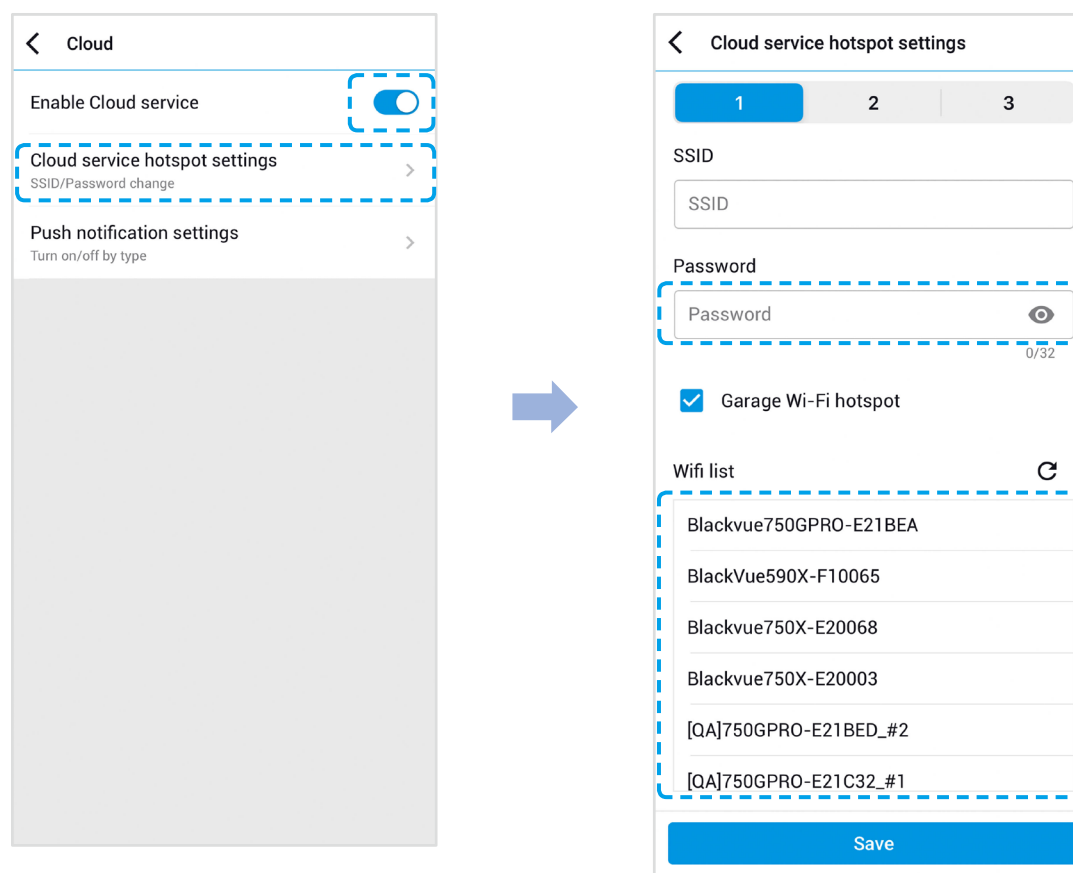 Cloud
Enable Cloud service
Cloud service hotspot settings
SSID/Password change
Push notification settings
Turn on/off by type
Cloud service hotspot settings
1 2 3
SSID
SSID
Password
Password
0/32
Garage Wi-Fi hotspot
Wifi list
Blackvue750GPRO-E21BEA
BlackVue590X-F10065
Blackvue750X-E20068
Blackvue750X-E20003
[QA]750GPRO-E21BED_#2
[QA]750GPRO-E21C32_#1
Save